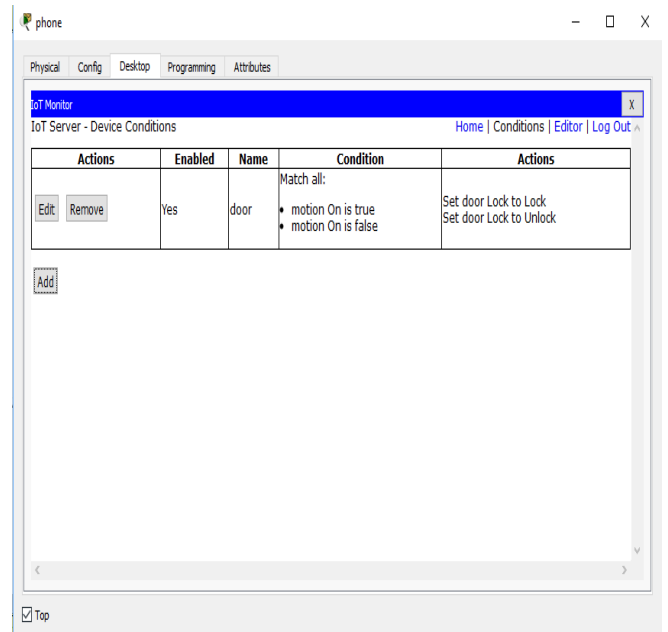 phone
Physical Config Desktop Programming Attributes
IoT Monitor X
IoT Server - Device Conditions Home | Conditions | Editor | Log Out
Actions Enabled Name Condition Actions
Edit Remove Yes door Match all:
• motion On is true
• motion On is false
Set door Lock to Lock
Set door Lock to Unlock
Add
Top